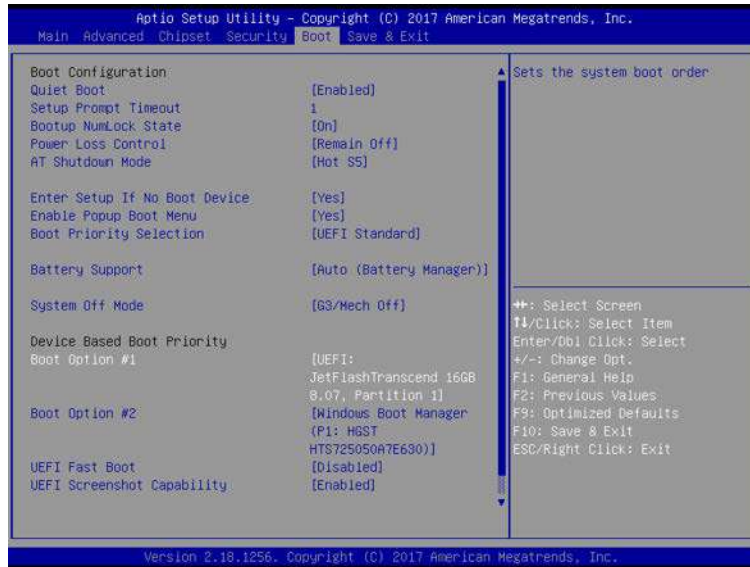 Aptio Setup Utility – Copyright (C) 2017 American Megatrends, Inc.
Main Advanced Chipset Security Boot Save & Exit
Boot Configuration
Quiet Boot [Enabled]
Setup Prompt Timeout 1
Bootup NumLock State [On]
Power Loss Control [Remain Off]
AT Shutdown Mode [Hot S5]
Enter Setup If No Boot Device [Yes]
Enable Popup Boot Menu [Yes]
Boot Priority Selection [UEFI Standard]
Battery Support [Auto (Battery Manager)]
System Off Mode [G3/Mech Off]
Device Based Boot Priority
Boot Option #1 [UEFI:
JetFlashTranscend 16GB
8.07, Partition 1]
Boot Option #2 [Windows Boot Manager
(P1: HGST
HTS725050A7E630)]
UEFI Fast Boot [Disabled]
UEFI Screenshot Capability [Enabled]
Sets the system boot order
→←: Select Screen
↑↓/Click: Select Item
Enter/Dbl Click: Select
+/-: Change Opt.
F1: General Help
F2: Previous Values
F9: Optimized Defaults
F10: Save & Exit
ESC/Right Click: Exit
Version 2.18.1256. Copyright (C) 2017 American Megatrends, Inc.